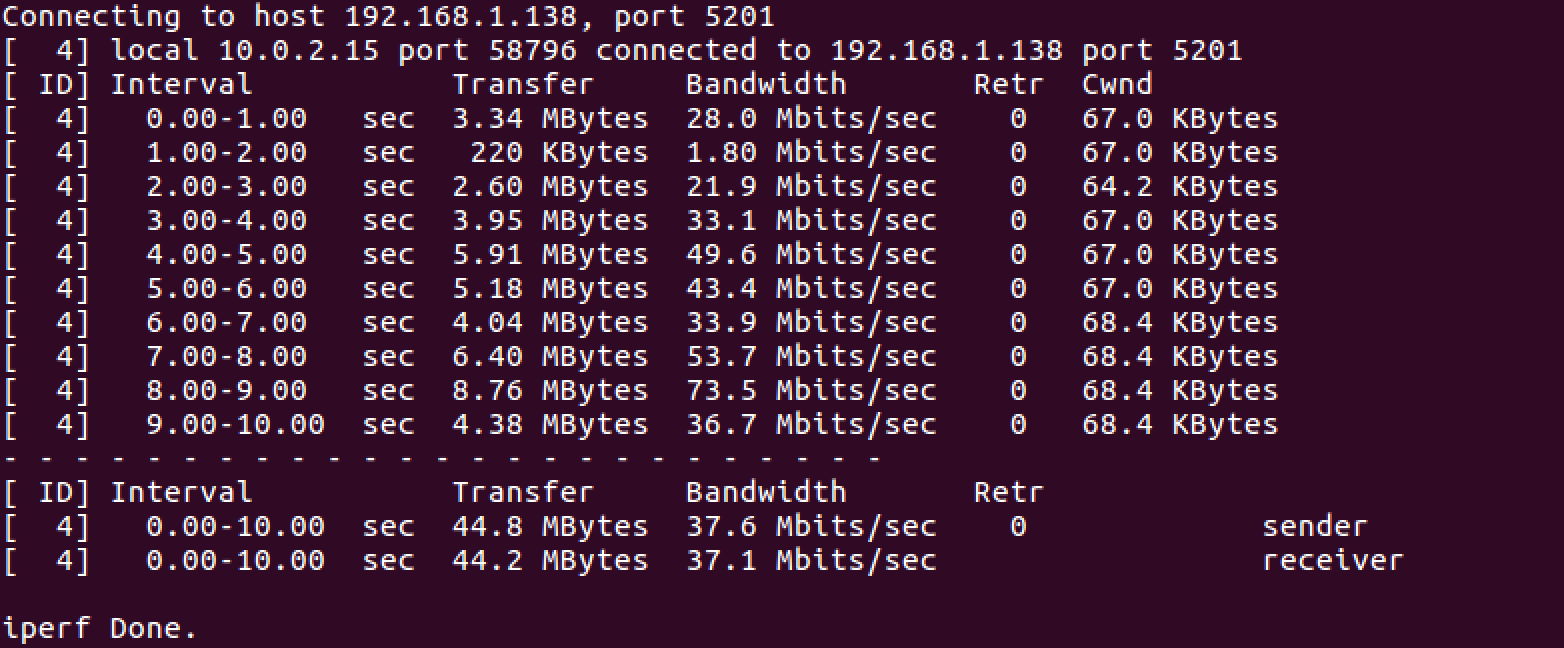 Connecting to host 192.168.1.138, port 5201
[  4] local 10.0.2.15 port 58796 connected to 192.168.1.138 port 5201
[ ID] Interval           Transfer     Bandwidth       Retr  Cwnd
[  4]   0.00-1.00   sec  3.34 MBytes  28.0 Mbits/sec    0   67.0 KBytes
[  4]   1.00-2.00   sec   220 KBytes  1.80 Mbits/sec    0   67.0 KBytes
[  4]   2.00-3.00   sec  2.60 MBytes  21.9 Mbits/sec    0   64.2 KBytes
[  4]   3.00-4.00   sec  3.95 MBytes  33.1 Mbits/sec    0   67.0 KBytes
[  4]   4.00-5.00   sec  5.91 MBytes  49.6 Mbits/sec    0   67.0 KBytes
[  4]   5.00-6.00   sec  5.18 MBytes  43.4 Mbits/sec    0   67.0 KBytes
[  4]   6.00-7.00   sec  4.04 MBytes  33.9 Mbits/sec    0   68.4 KBytes
[  4]   7.00-8.00   sec  6.40 MBytes  53.7 Mbits/sec    0   68.4 KBytes
[  4]   8.00-9.00   sec  8.76 MBytes  73.5 Mbits/sec    0   68.4 KBytes
[  4]   9.00-10.00  sec  4.38 MBytes  36.7 Mbits/sec    0   68.4 KBytes
- - - - - - - - - - - - - - - - - - - - - - - - -
[ ID] Interval           Transfer     Bandwidth       Retr
[  4]   0.00-10.00  sec  44.8 MBytes  37.6 Mbits/sec    0             sender
[  4]   0.00-10.00  sec  44.2 MBytes  37.1 Mbits/sec                  receiver

iperf Done.